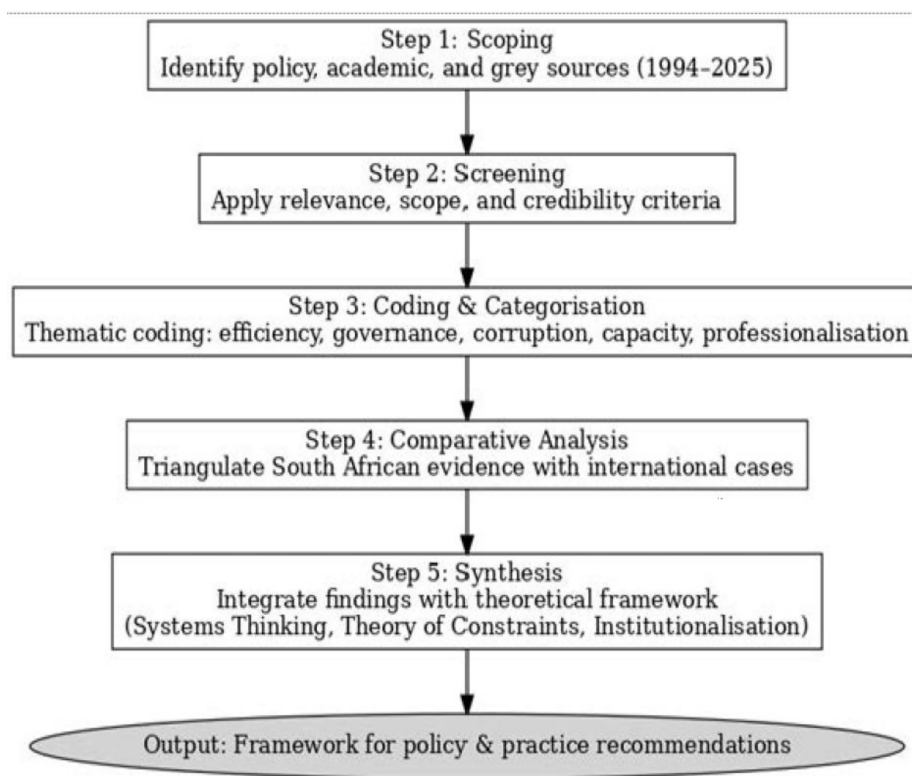 Step 1: Scoping
Identify policy, academic, and grey sources (1994–2025)
Step 2: Screening
Apply relevance, scope, and credibility criteria
Step 3: Coding & Categorisation
Thematic coding: efficiency, governance, corruption, capacity, professionalisation
Step 4: Comparative Analysis
Triangulate South African evidence with international cases
Step 5: Synthesis
Integrate findings with theoretical framework
(Systems Thinking, Theory of Constraints, Institutionalisation)
Output: Framework for policy & practice recommendations